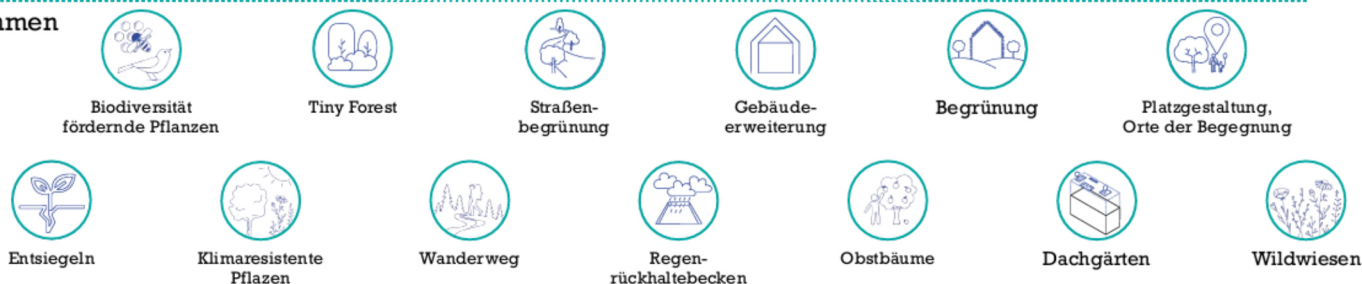 men
Biodiversität
fördernde Pflanzen
Tiny Forest
Straßen-
begrünung
Gebäude-
erweiterung
Begrünung
Platzgestaltung,
Orte der Begegnung
Entsiegeln
Klimaresistente
Pflazen
Wanderweg
Regen-
rückhaltebecken
Obstbäume
Dachgärten
Wildwiesen